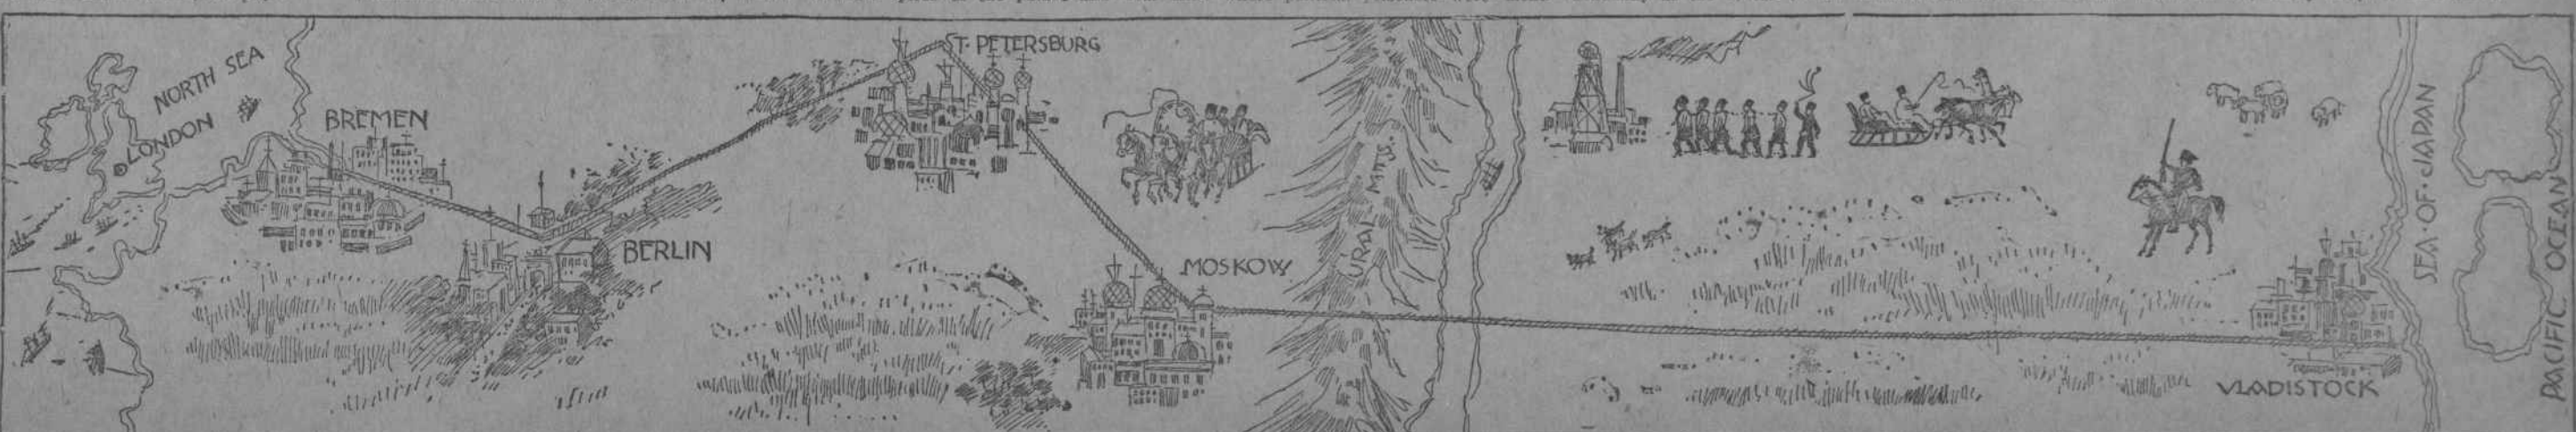 NORTH SEA
LONDON
BREMEN
BERLIN
ST. PETERSBURG
MOSKOW
URAL MTS.
VLADISTOCK
SEA·OF·JAPAN
PACIFIC OCEAN